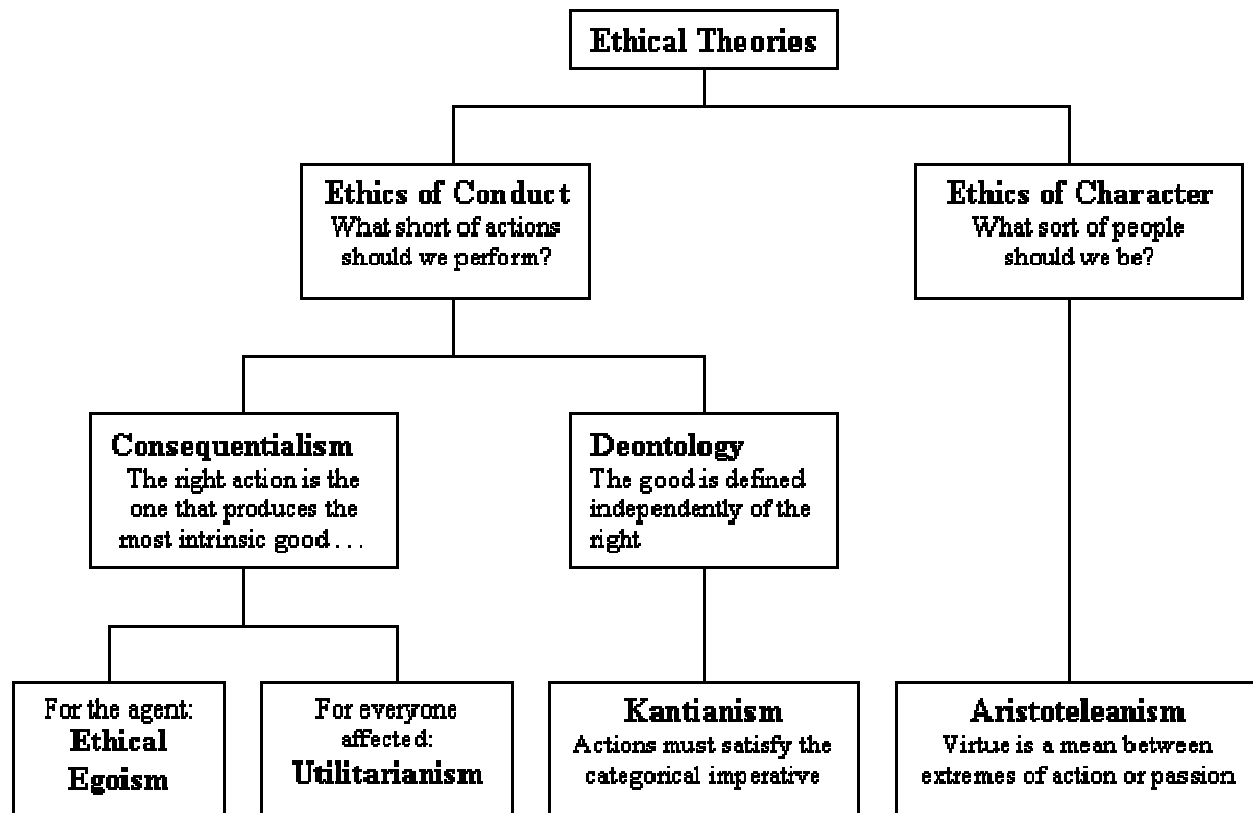 Ethical Theories
Ethics of Conduct
What short of actions
should we perform?
Ethics of Character
What sort of people
should we be?
Consequentialism
The right action is the
one that produces the
most intrinsic good...
Deontology
The good is defined
independently of the
right
For the agent:
Ethical
Egoism
For everyone
affected:
Utilitarianism
Kantianism
Actions must satisfy the
categorical imperative
Aristoteleanism
Virtue is a mean between
extremes of action or passion